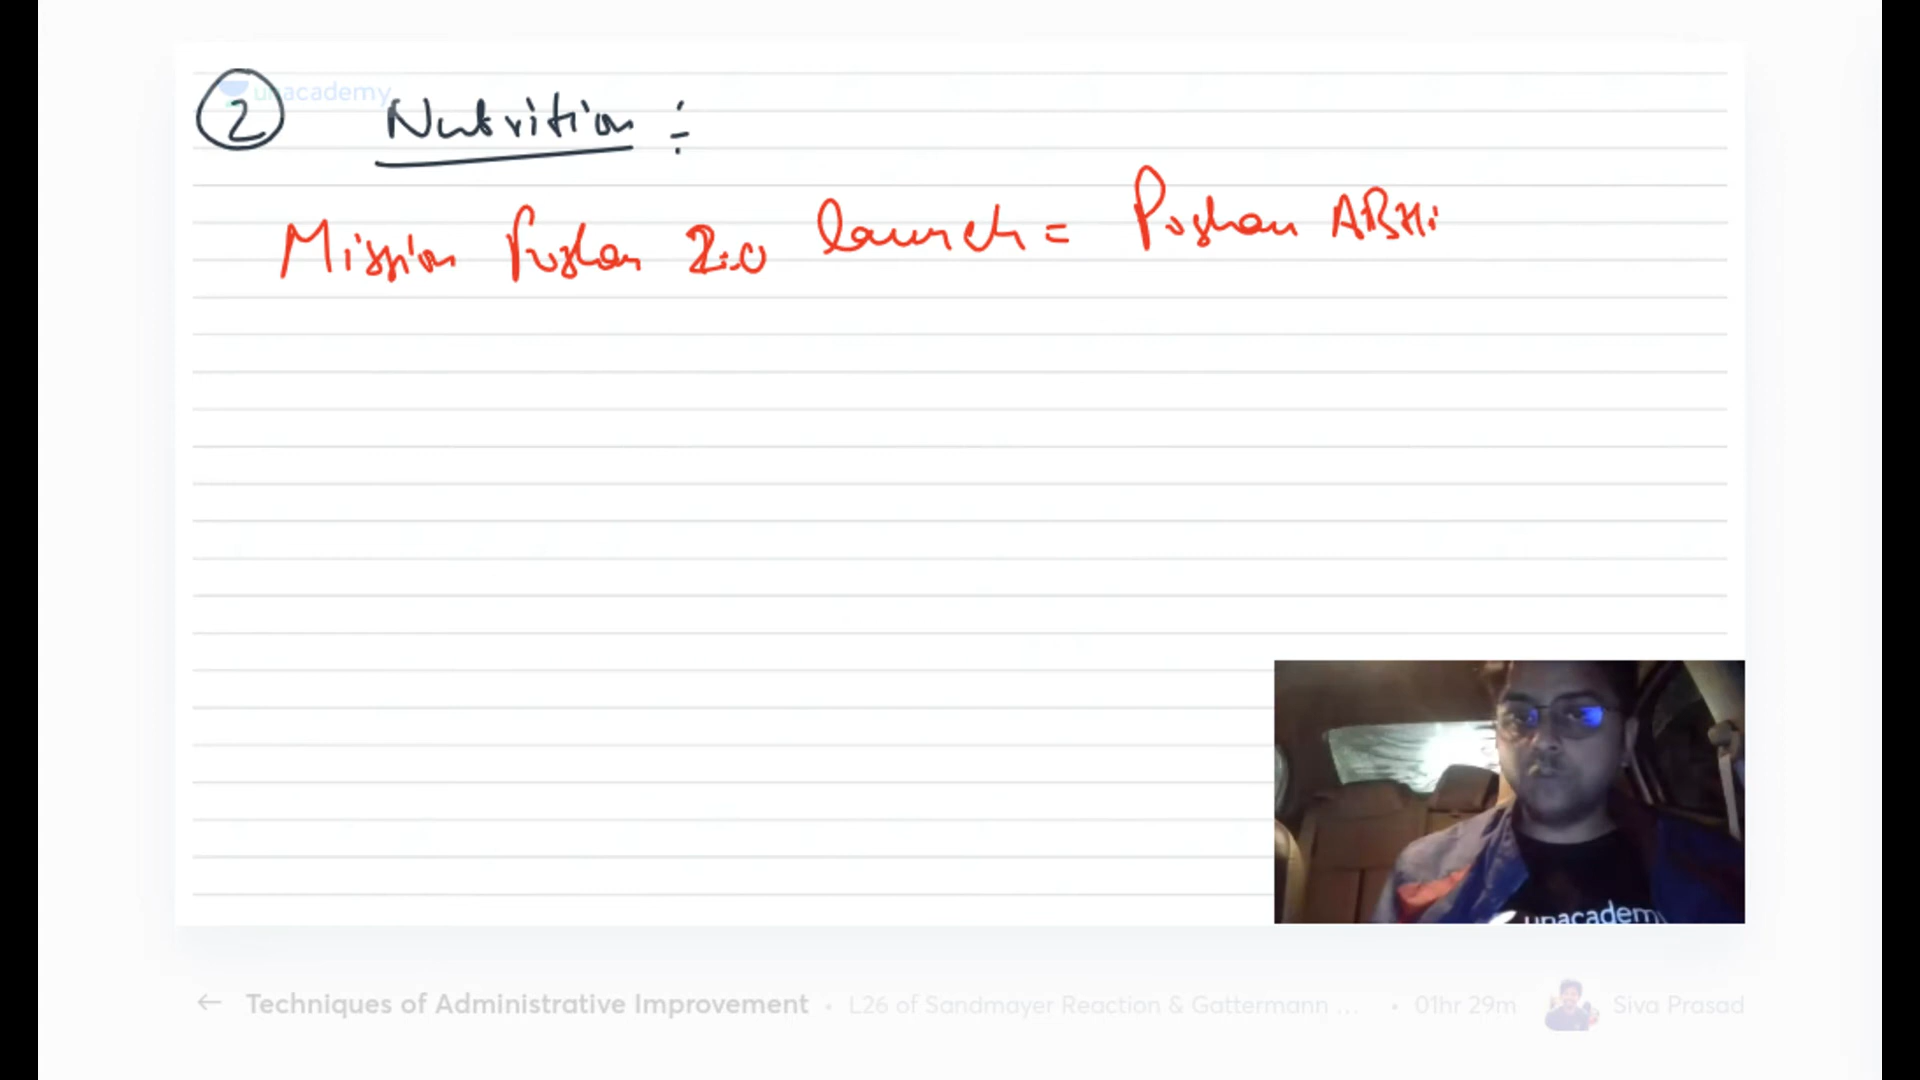 unacademy
2 Nutrition :-
Mission Poshan 2.0 launch = Poshan ABHi
unacadem
← Techniques of Administrative Improvement • L26 of Sandmayer Reaction & Gattermann ... • 01hr 29m Siva Prasad